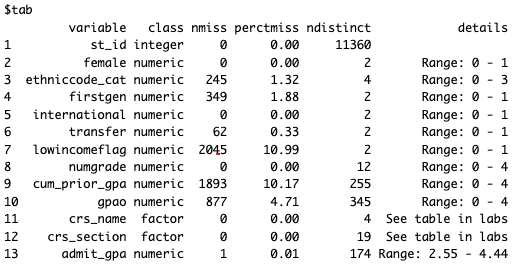 $tab
variable class nmiss perctmiss ndistinct details
1 st_id integer 0 0.00 11360
2 female numeric 0 0.00 2 Range: 0 - 1
3 ethniccode_cat numeric 245 1.32 4 Range: 0 - 3
4 firstgen numeric 349 1.88 2 Range: 0 - 1
5 international numeric 0 0.00 2 Range: 0 - 1
6 transfer numeric 62 0.33 2 Range: 0 - 1
7 lowincomeflag numeric 2045 10.99 2 Range: 0 - 1
8 numgrade numeric 0 0.00 12 Range: 0 - 4
9 cum_prior_gpa numeric 1893 10.17 255 Range: 0 - 4
10 gpao numeric 877 4.71 345 Range: 0 - 4
11 crs_name factor 0 0.00 4 See table in labs
12 crs_section factor 0 0.00 19 See table in labs
13 admit_gpa numeric 1 0.01 174 Range: 2.55 - 4.44